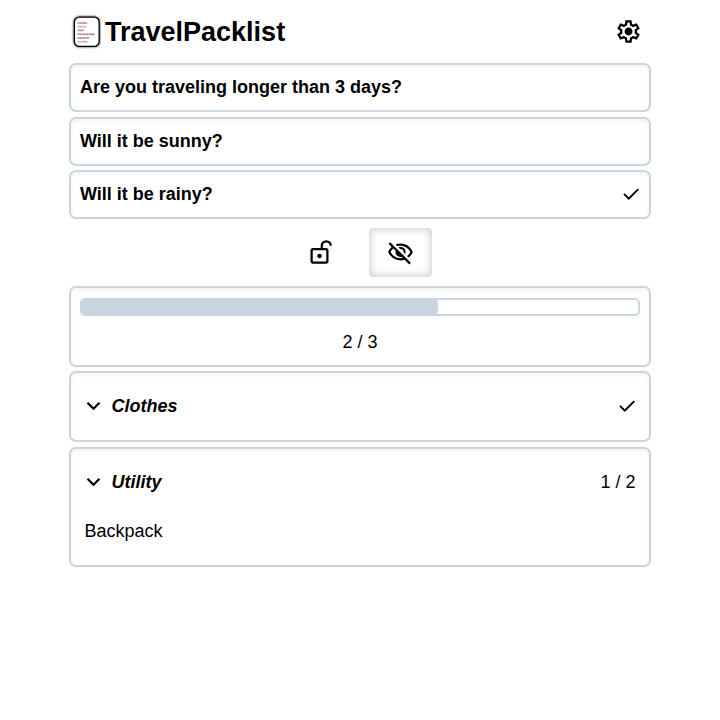 TravelPacklist
Are you traveling longer than 3 days?
Will it be sunny?
Will it be rainy?
2 / 3
Clothes
Utility 1 / 2
Backpack